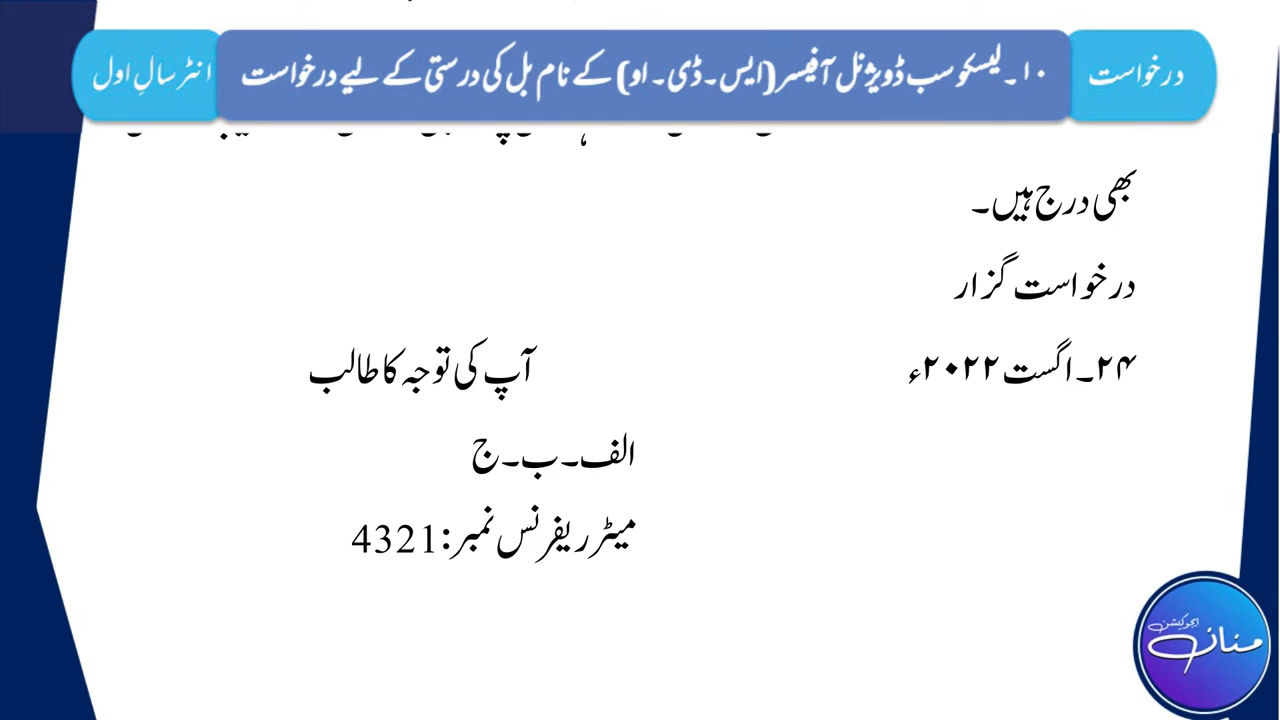 درخواست
۱۰۔لیسکو سب ڈویژنل آفیسر(ایس۔ڈی۔او) کے نام بل کی درستی کے لیے درخواست
انٹر سالِ اول
بھی درج ہیں۔
درخواست گزار
۲۴۔اگست ۲۰۲۲ء
آپ کی توجہ کا طالب
الف۔ب۔ج
میٹر ریفرنس نمبر:4321
منان
ایجوکیشن